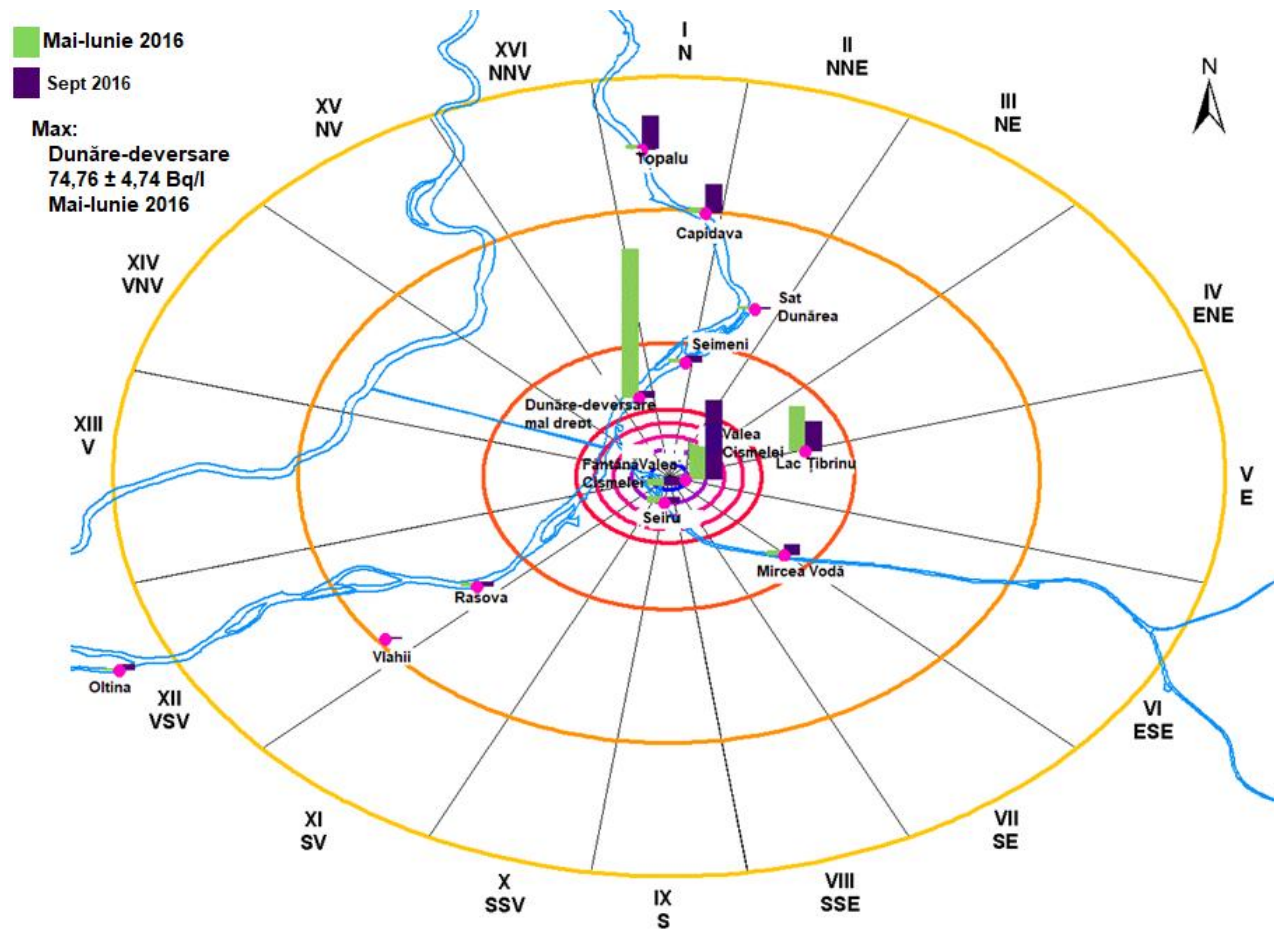 Mai-Iunie 2016
Sept 2016
Max:
Dunăre-deversare
74,76 ± 4,74 Bq/l
Mai-Iunie 2016
I
N
II
NNE
III
NE
IV
ENE
V
E
VI
ESE
VII
SE
VIII
SSE
IX
S
X
SSV
XI
SV
XII
VSV
XIII
V
XIV
VNV
XV
NV
XVI
NNV
N
Topalu
Capidava
Sat
Dunărea
Seimeni
Dunăre-deversare
mal drept
Valea
Cismelei
Lac Țibrinu
FântânăValea
Cismelei
Seiru
Mircea Vodă
Rasova
Vlahii
Oltina